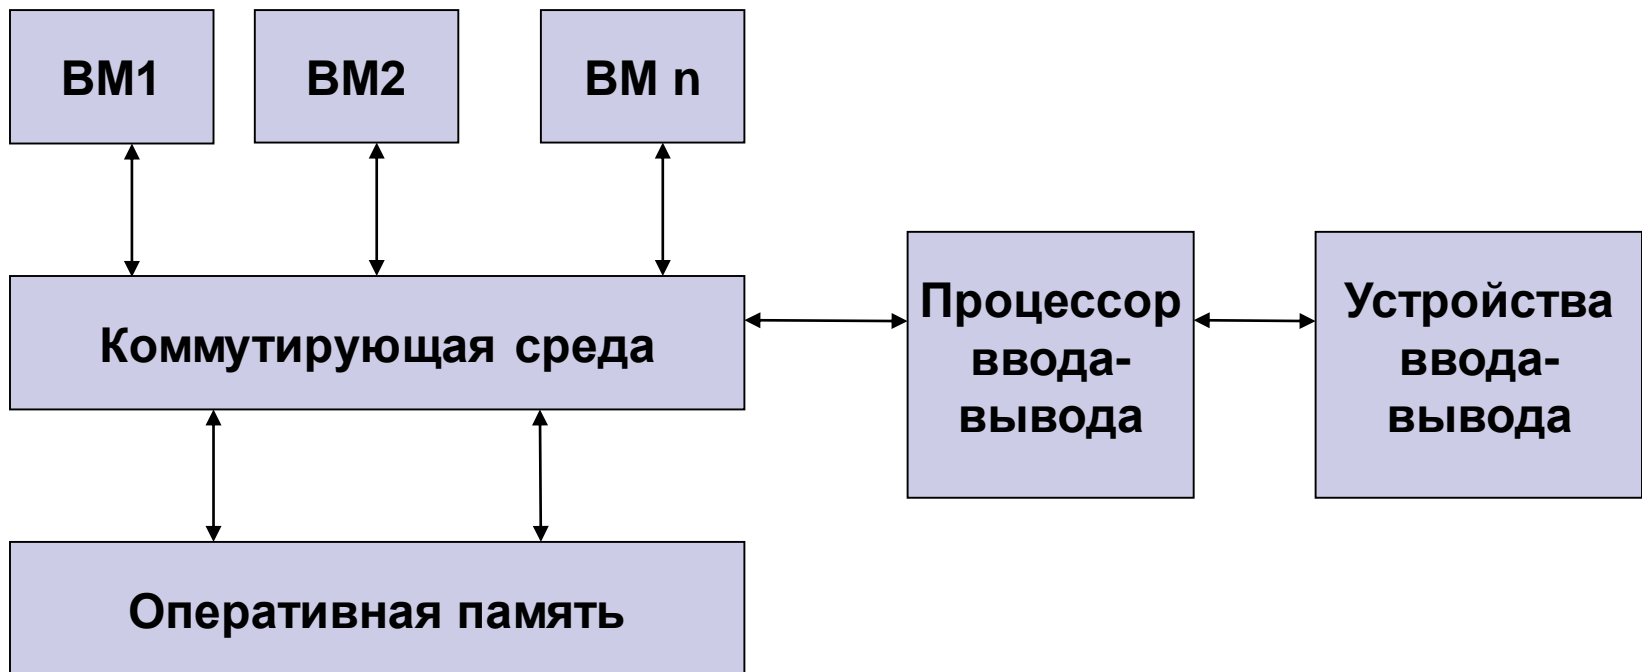 ВМ1
ВМ2
ВМ n
Коммутирующая среда
Процессор
ввода-
вывода
Устройства
ввода-
вывода
Оперативная память